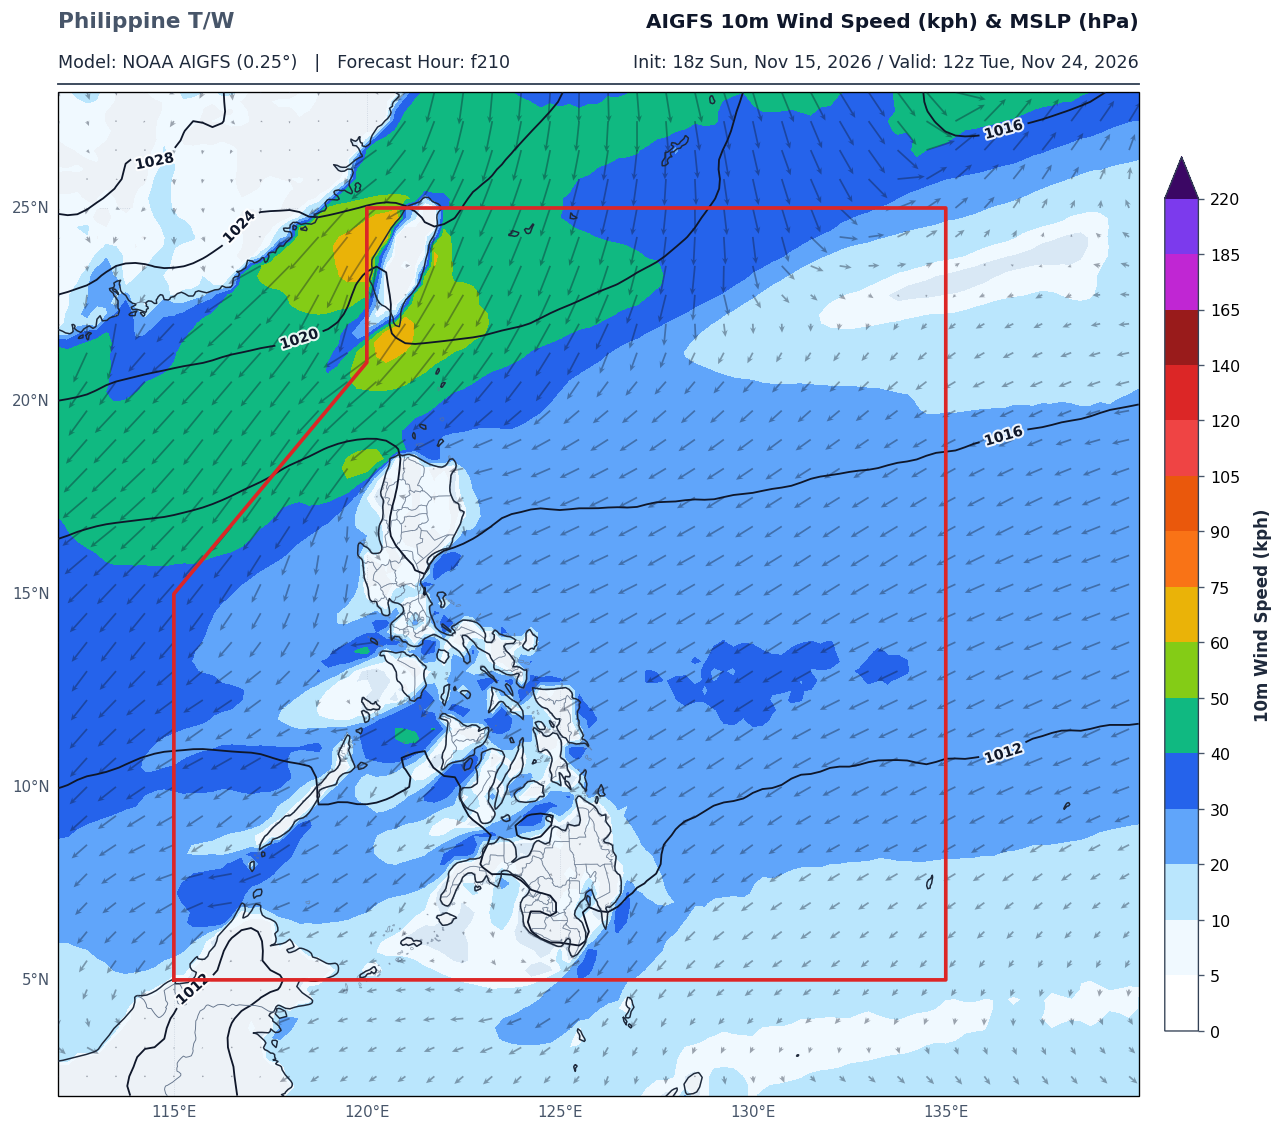 Philippine T/W
AIGFS 10m Wind Speed (kph) & MSLP (hPa)
Model: NOAA AIGFS (0.25°) | Forecast Hour: f210
Init: 18z Sun, Nov 15, 2026 / Valid: 12z Tue, Nov 24, 2026
1028
1016
1024
1020
1016
1012
1012
25°N
20°N
15°N
10°N
5°N
115°E
120°E
125°E
130°E
135°E
220
185
165
140
120
105
90
75
60
50
40
30
20
10
5
0
10m Wind Speed (kph)